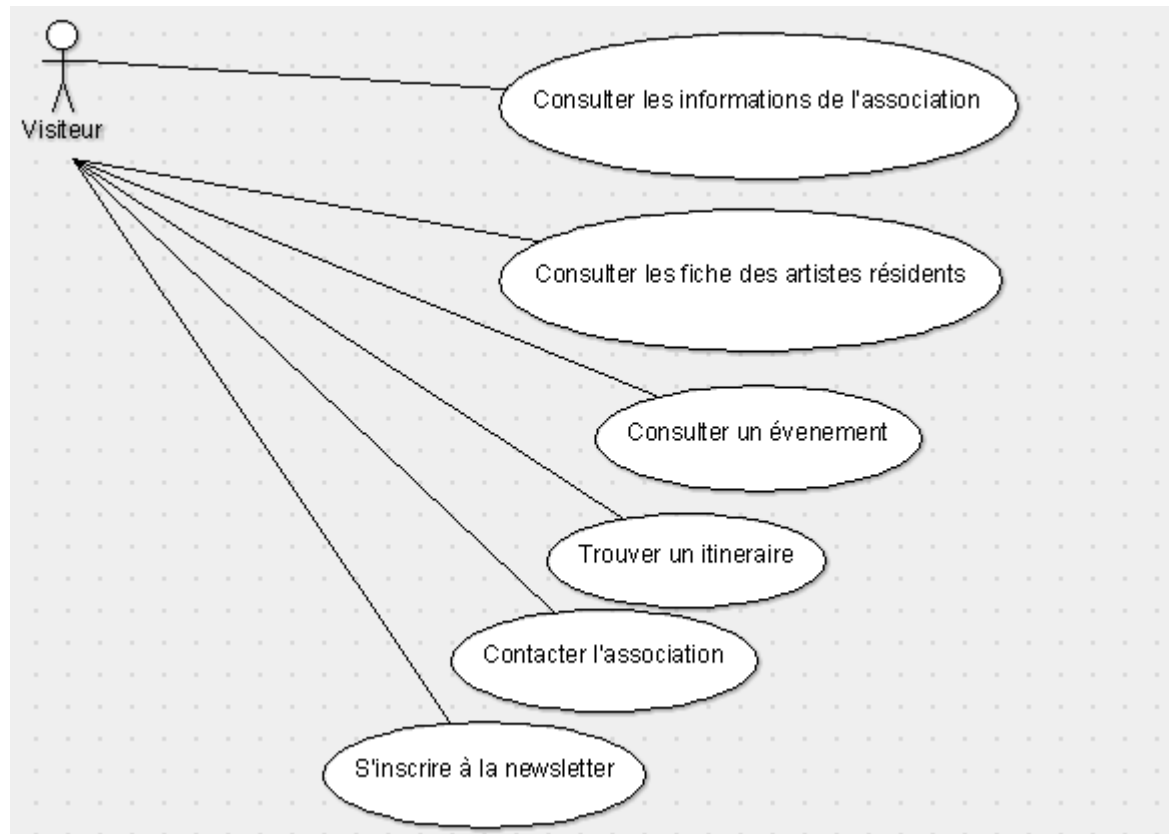 Visiteur
Consulter les informations de l'association
Consulter les fiche des artistes résidents
Consulter un évenement
Trouver un itineraire
Contacter l'association
S'inscrire à la newsletter